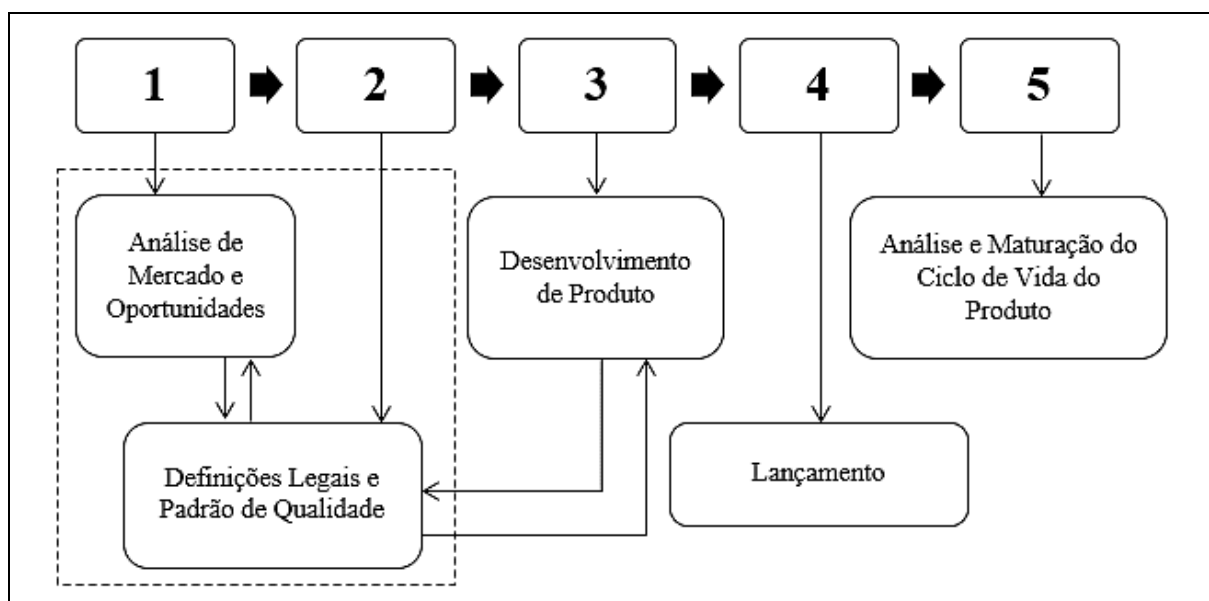 1
2
3
4
5
Análise de
Mercado e
Oportunidades
Definições Legais e
Padrão de Qualidade
Desenvolvimento
de Produto
Lançamento
Análise e Maturação do
Ciclo de Vida do
Produto